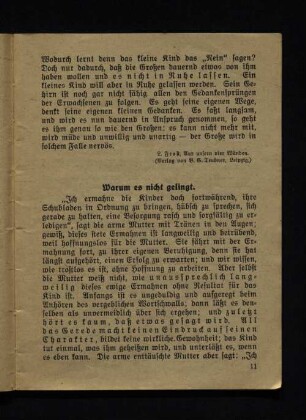 Wodurch lernt denn das kleine Kind das „Nein“ sagen?
Doch nur dadurch, daß die Großen dauernd etwas von ihm
haben wollen und es nicht in Ruhe lassen. Ein
kleines Kind will aber in Ruhe gelassen werden. Sein Ge-
hirn ist noch gar nicht fähig allen den Gedankensprüngen
der Erwachsenen zu folgen. Es geht seine eigenen Wege,
denkt seine eigenen kleinen Gedanken. Es faßt langsam,
und wird es nun dauernd in Anspruch genommen, geht es
ihm schon genau so wie den Großen; es kann nicht mehr mit,
wird müde und unwillig und unartig — der Große wird in
solchem Falle nervös.
L. Frost, Aus unsern vier Wänden.
(Verlag von B. G. Teubner, Leipzig.)
Warum es nicht gelingt.
„Ich ermahne die Kinder doch fortwährend, ihre
Schubladen in Ordnung zu bringen, hübsch zu sprechen, sich
gerade zu halten, eine Besorgung rasch und sorgfältig zu er-
ledigen“, sagt die arme Mutter mit Tränen in den Augen;
gewiß, dieses stete Ermahnen ist langweilig und betrübend,
weil hoffnungslos für die Mutter. Sie fährt mit der Er-
mahnung fort, zu ihrer eigenen Beruhigung, denn sie hat
längst aufgehört, einen Erfolg zu erwarten; und wir wissen,
wie trostlos es ist, ohne Hoffnung zu arbeiten. Aber selbst
die Mutter weiß nicht, wie unaussprechlich lang-
weilig dieses ewige Ermahnen ohne Resultat für das
Kind ist. Anfangs ist es ungeduldig und aufgeregt beim
Anhören des vergeblichen Wortschwalls; dann läßt es den-
selben als unvermeidlich über sich ergehen; und zuletzt
hört es kaum, daß etwas gesagt wird. All
das Gerede macht keinen Eindruck auf seinen
Charakter, bildet keine wirkliche Gewohnheit; das Kind
tut einmal, was ihm geheißen wird, und unterläßt es, wenn
es eben kann. Die arme enttäuschte Mutter aber sagt: „Ich
11